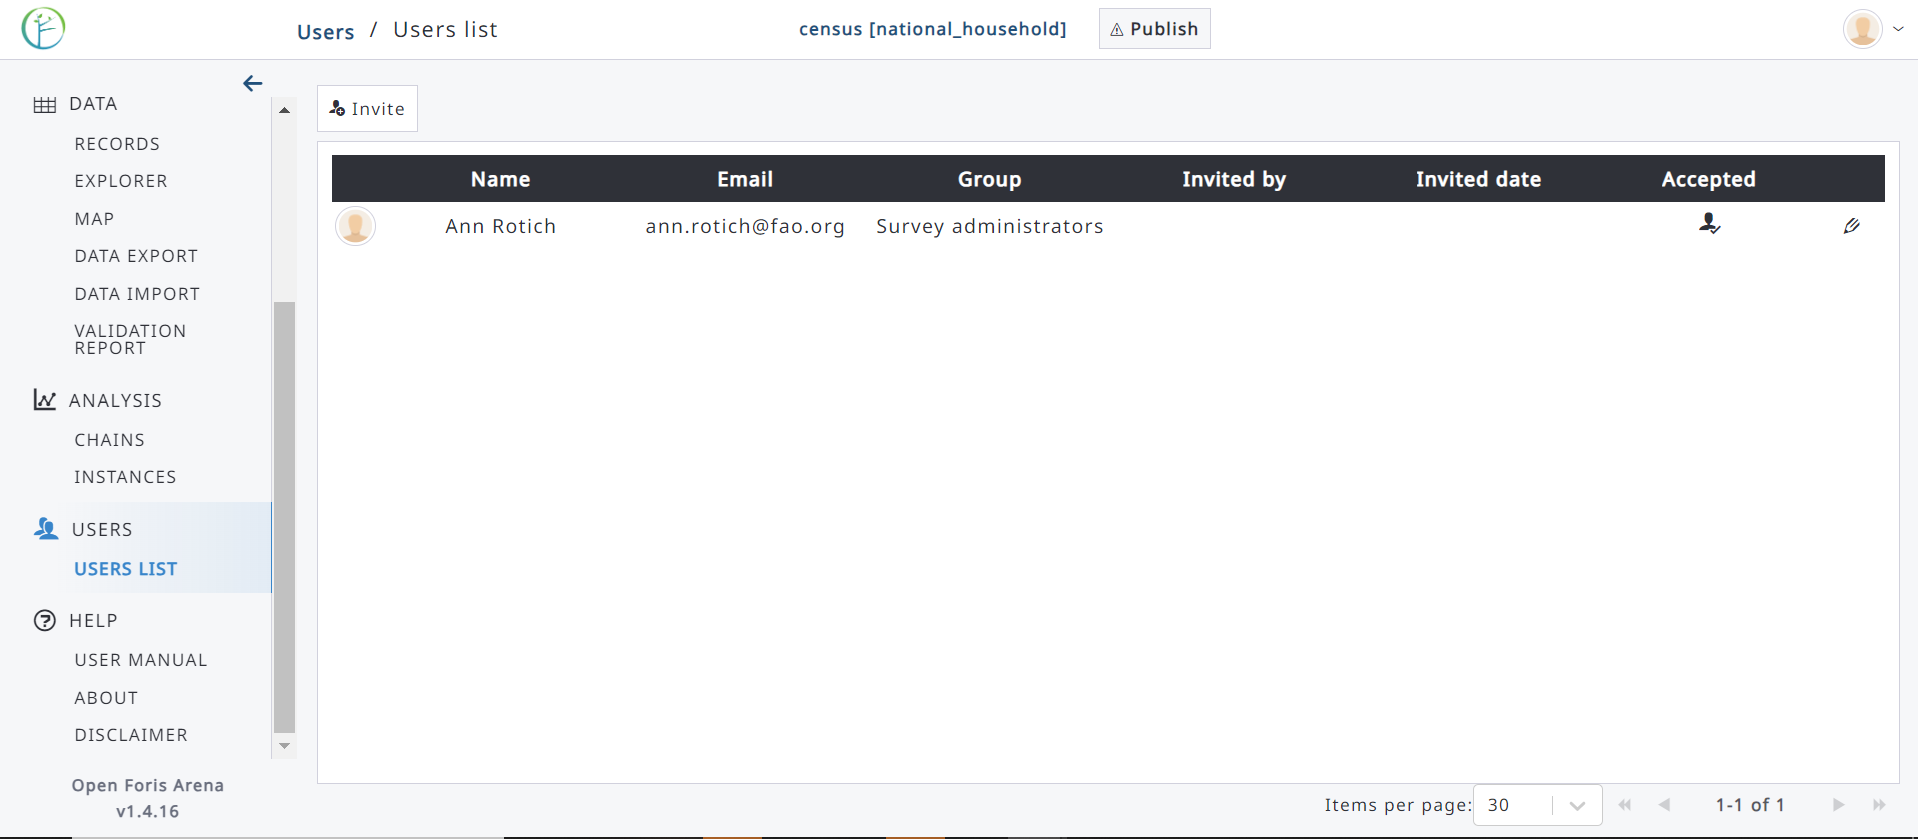 Users / Users list
census [national_household]
Publish
DATA
RECORDS
EXPLORER
MAP
DATA EXPORT
DATA IMPORT
VALIDATION
REPORT
ANALYSIS
CHAINS
INSTANCES
USERS
USERS LIST
HELP
USER MANUAL
ABOUT
DISCLAIMER
Open Foris Arena
v1.4.16
Invite
Name Email Group Invited by Invited date Accepted
Ann Rotich ann.rotich@fao.org Survey administrators
Items per page: 30 1-1 of 1